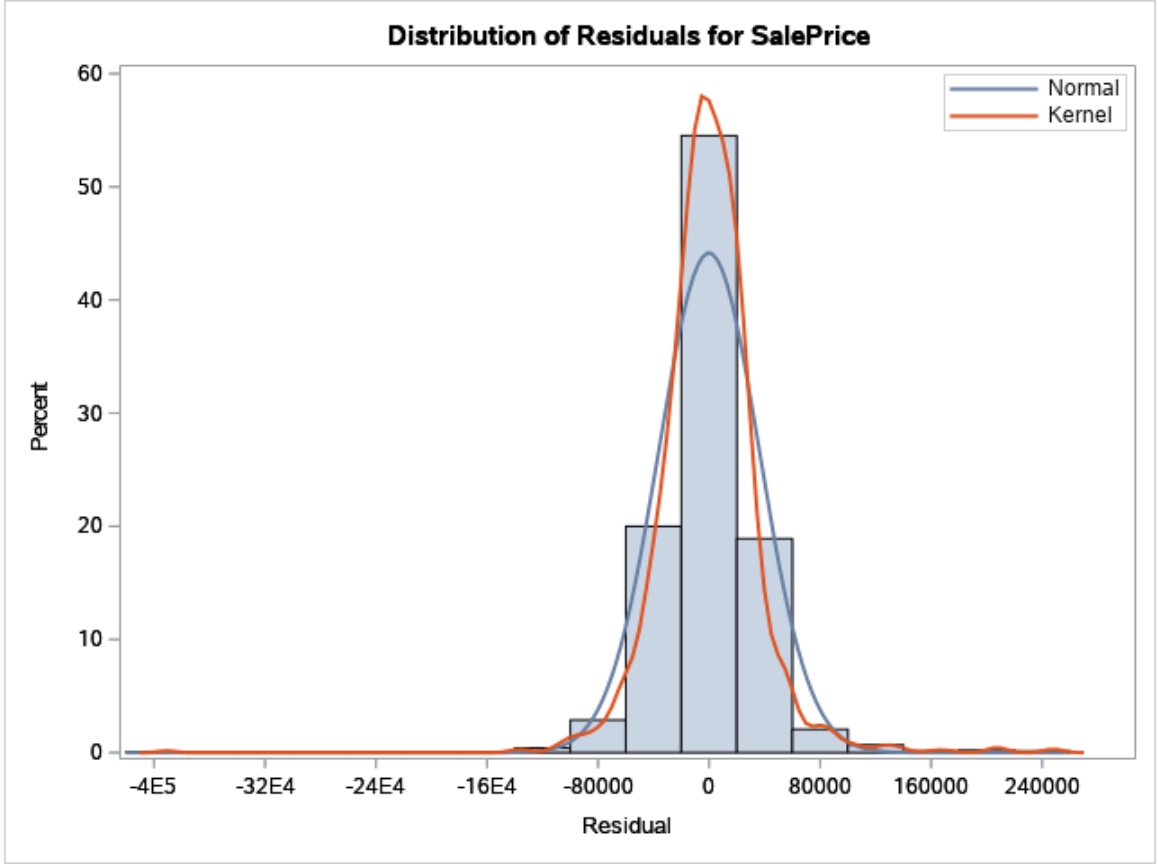 Distribution of Residuals for SalePrice
Normal
Kernel
60
50
40
30
20
10
0
Percent
-4E5 -32E4 -24E4 -16E4 -80000 0 80000 160000 240000
Residual